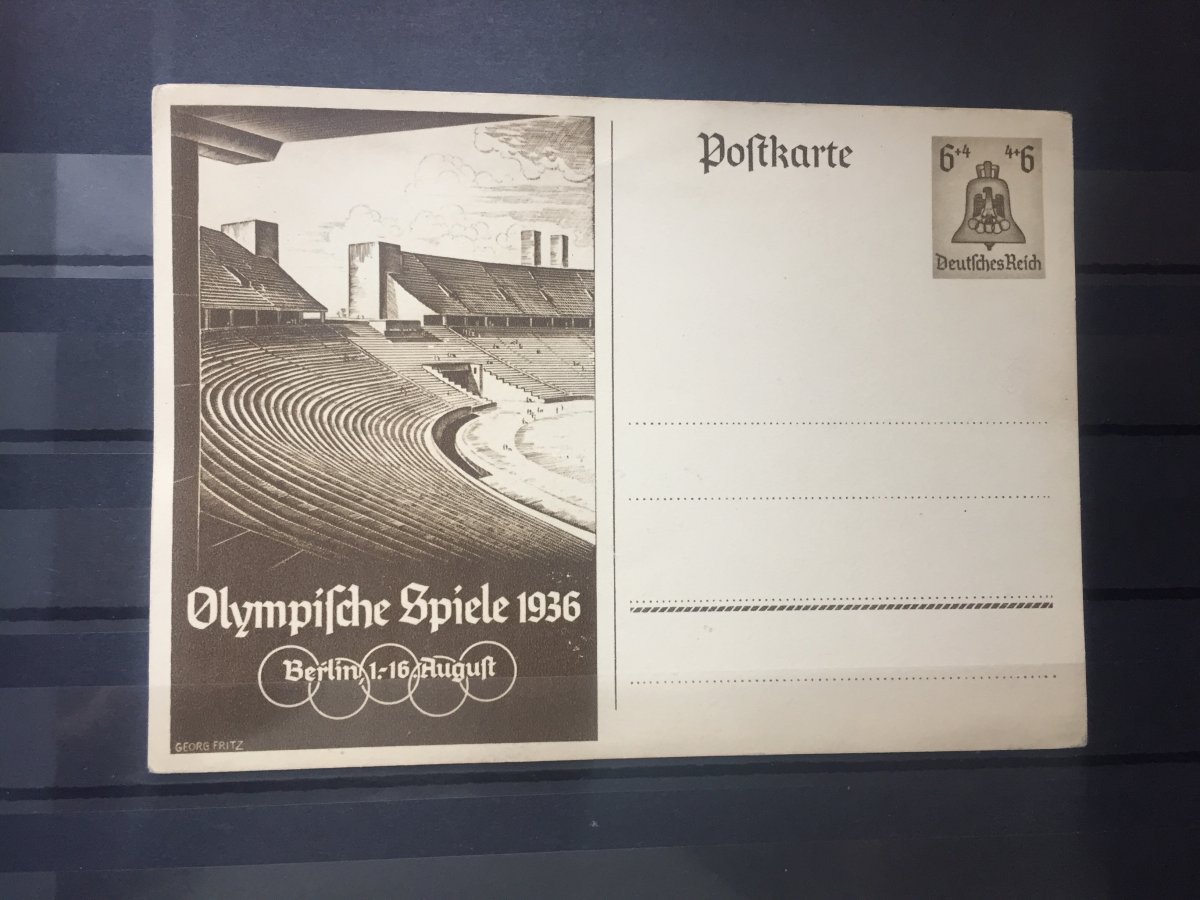 Olympiſche Spiele 1936
Berlin, 1.-16. Auguſt
GEORG FRITZ
Poſtkarte
6+4 4+6
Deutſches Reich